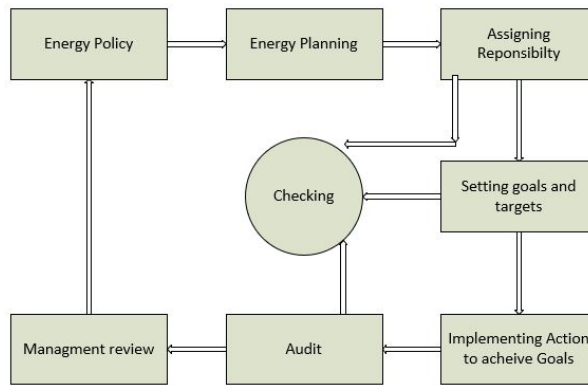 Energy Policy
Energy Planning
Assigning
Reponsibilty
Checking
Setting goals and
targets
Managment review
Audit
Implementing Action
to acheive Goals